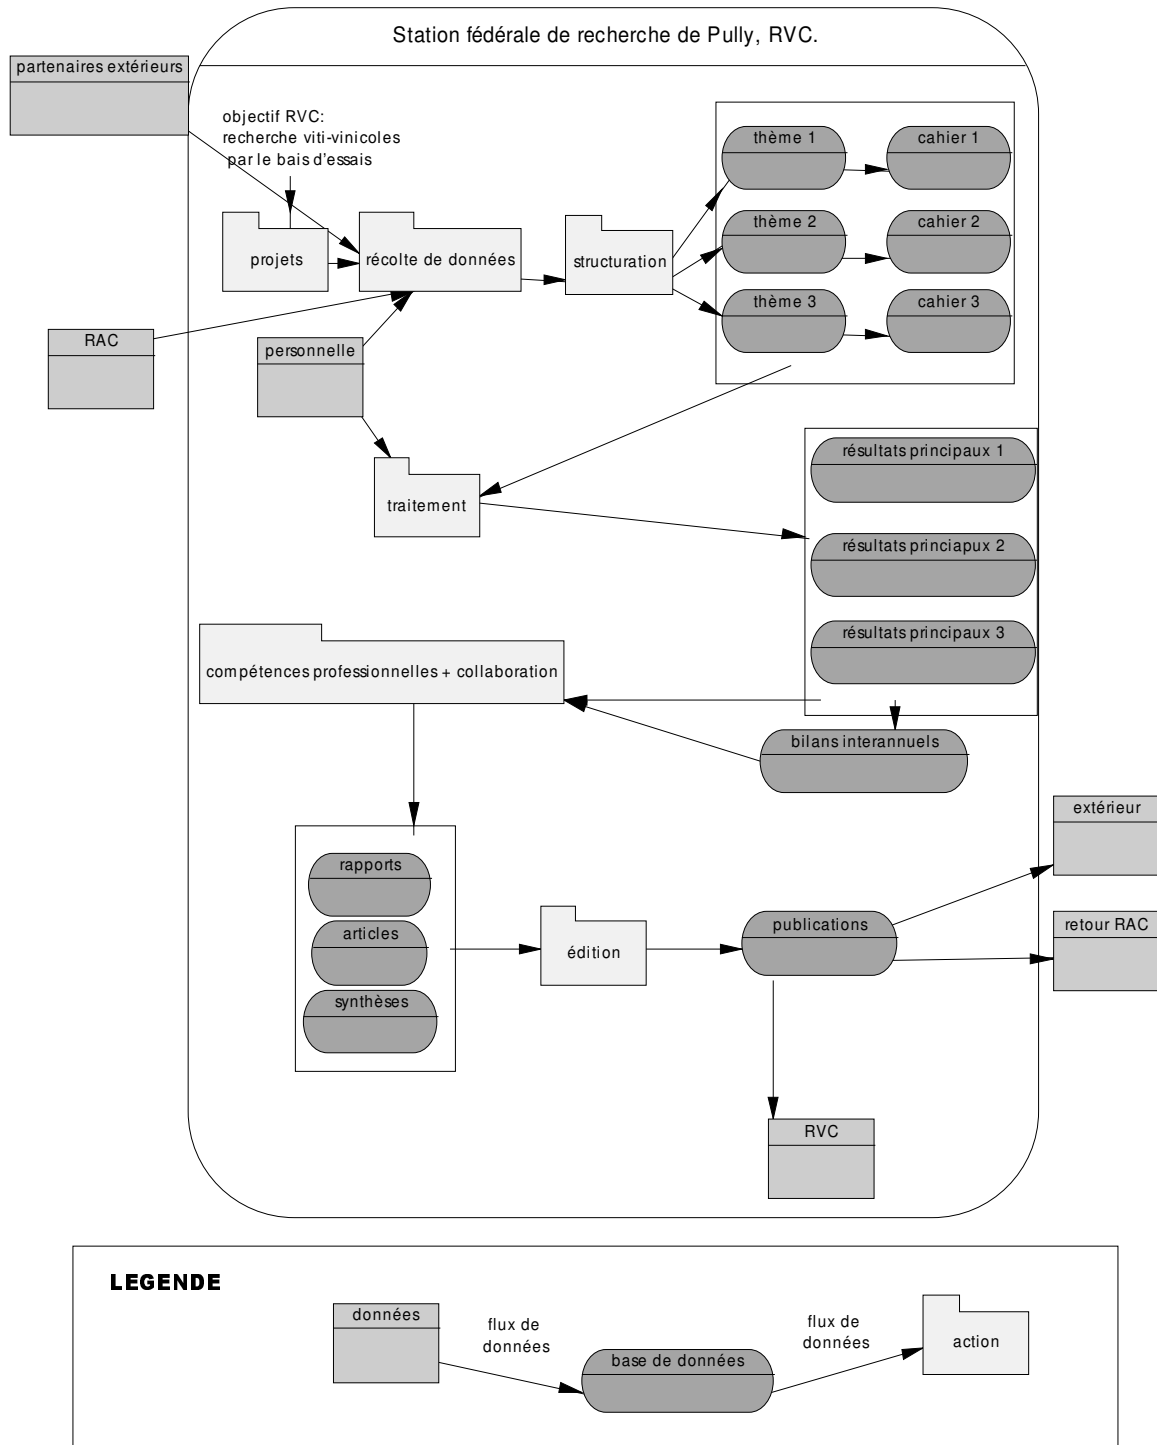 Station fédérale de recherche de Pully, RVC.
partenaires extérieurs
objectif RVC:
recherche viti-vinicoles
par le bais d'essais
thème 1
cahier 1
thème 2
cahier 2
projets
récolte de données
structuration
thème 3
cahier 3
RAC
personnelle
résultats principaux 1
traitement
résultats princiapux 2
résultats principaux 3
compétences professionnelles + collaboration
bilans interannuels
extérieur
rapports
articles
édition
publications
retour RAC
synthèses
RVC
LEGENDE
données
flux de
données
base de données
flux de
données
action